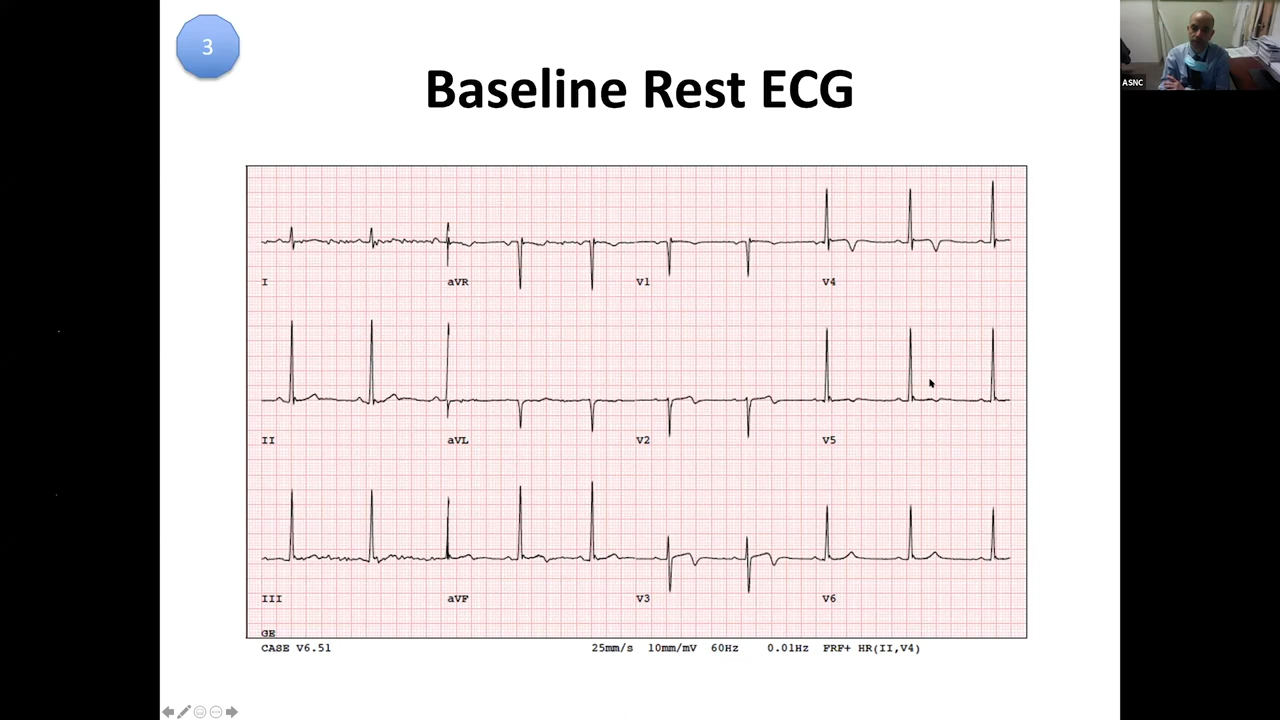 3
ASNC
Baseline Rest ECG
I aVR V1 V4
II aVL V2 V5
III aVF V3 V6
GE
CASE V6.51 25mm/s 10mm/mV 60Hz 0.01Hz FRF+ HR(II,V4)